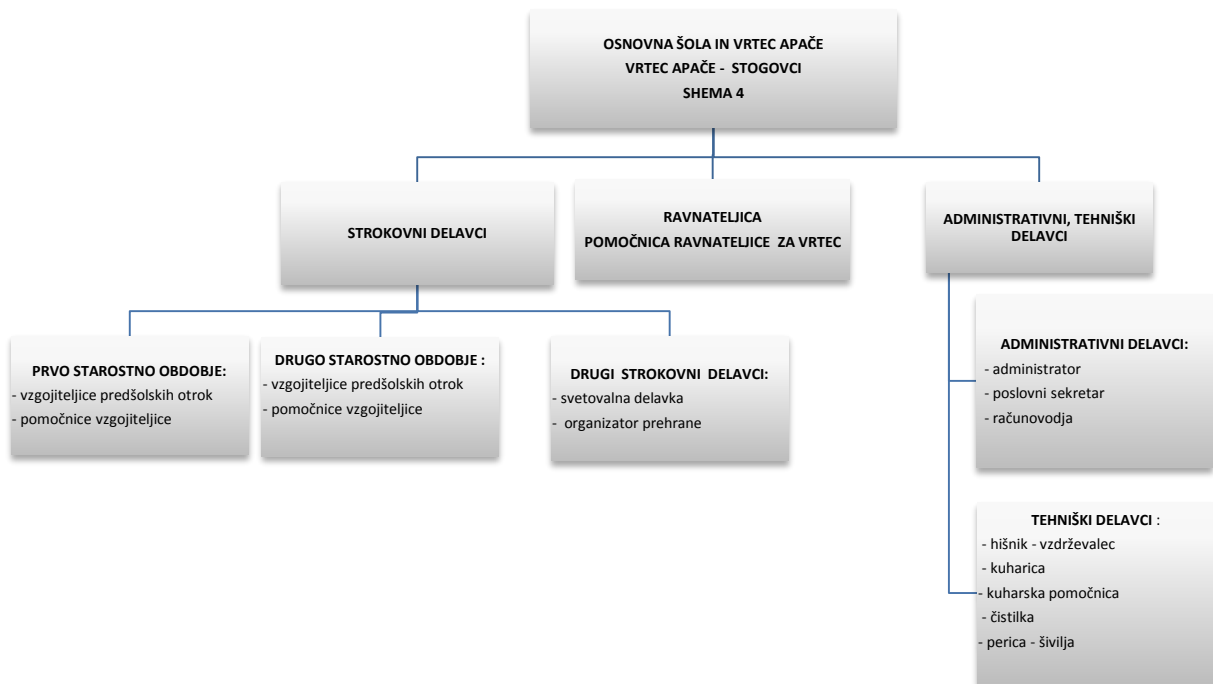 OSNOVNA ŠOLA IN VRTEC APAČE
VRTEC APAČE - STOGOVCI
SHEMA 4
STROKOVNI DELAVCI
RAVNATELJICA
POMOČNICA RAVNATELJICE ZA VRTEC
ADMINISTRATIVNI, TEHNIŠKI
DELAVCI
PRVO STAROSTNO OBDOBJE:
- vzgojiteljice predšolskih otrok
- pomočnice vzgojiteljice
DRUGO STAROSTNO OBDOBJE :
- vzgojiteljice predšolskih otrok
- pomočnice vzgojiteljice
DRUGI STROKOVNI DELAVCI:
- svetovalna delavka
- organizator prehrane
ADMINISTRATIVNI DELAVCI:
- administrator
- poslovni sekretar
- računovodja
TEHNIŠKI DELAVCI :
- hišnik - vzdrževalec
- kuharica
- kuharska pomočnica
- čistilka
- perica - šivilja